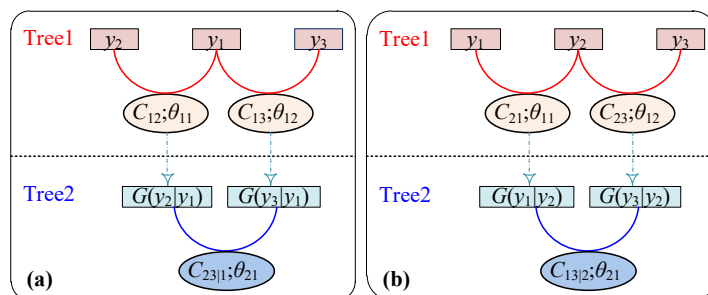 Tree1 y₂ y₁ y₃
C₁₂;θ₁₁ C₁₃;θ₁₂
Tree2 G(y₂|y₁) G(y₃|y₁)
(a) C₂₃|₁;θ₂₁
Tree1 y₁ y₂ y₃
C₂₁;θ₁₁ C₂₃;θ₁₂
Tree2 G(y₁|y₂) G(y₃|y₂)
(b) C₁₃|₂;θ₂₁